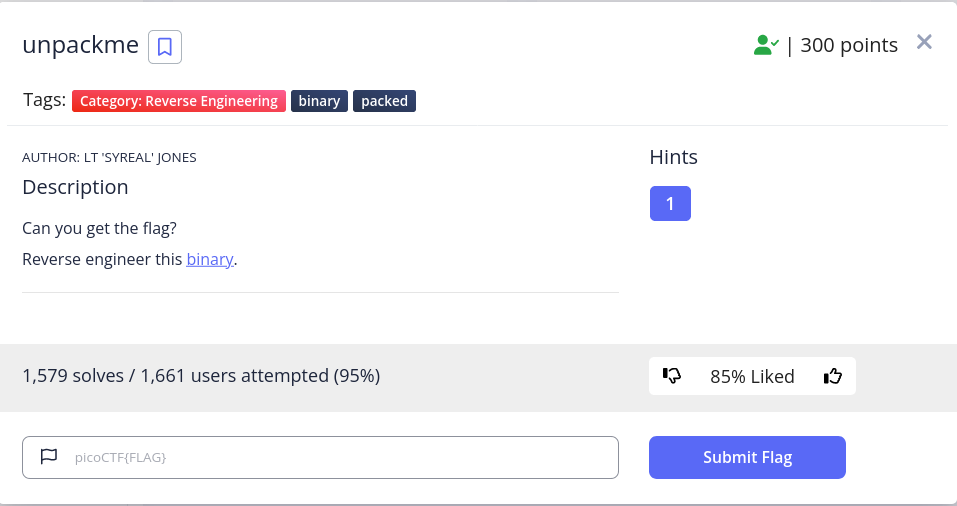 unpackme
| 300 points
Tags: Category: Reverse Engineering binary packed
AUTHOR: LT 'SYREAL' JONES
Description
Can you get the flag?
Reverse engineer this binary.
Hints
1
1,579 solves / 1,661 users attempted (95%)
85% Liked
picoCTF{FLAG}
Submit Flag